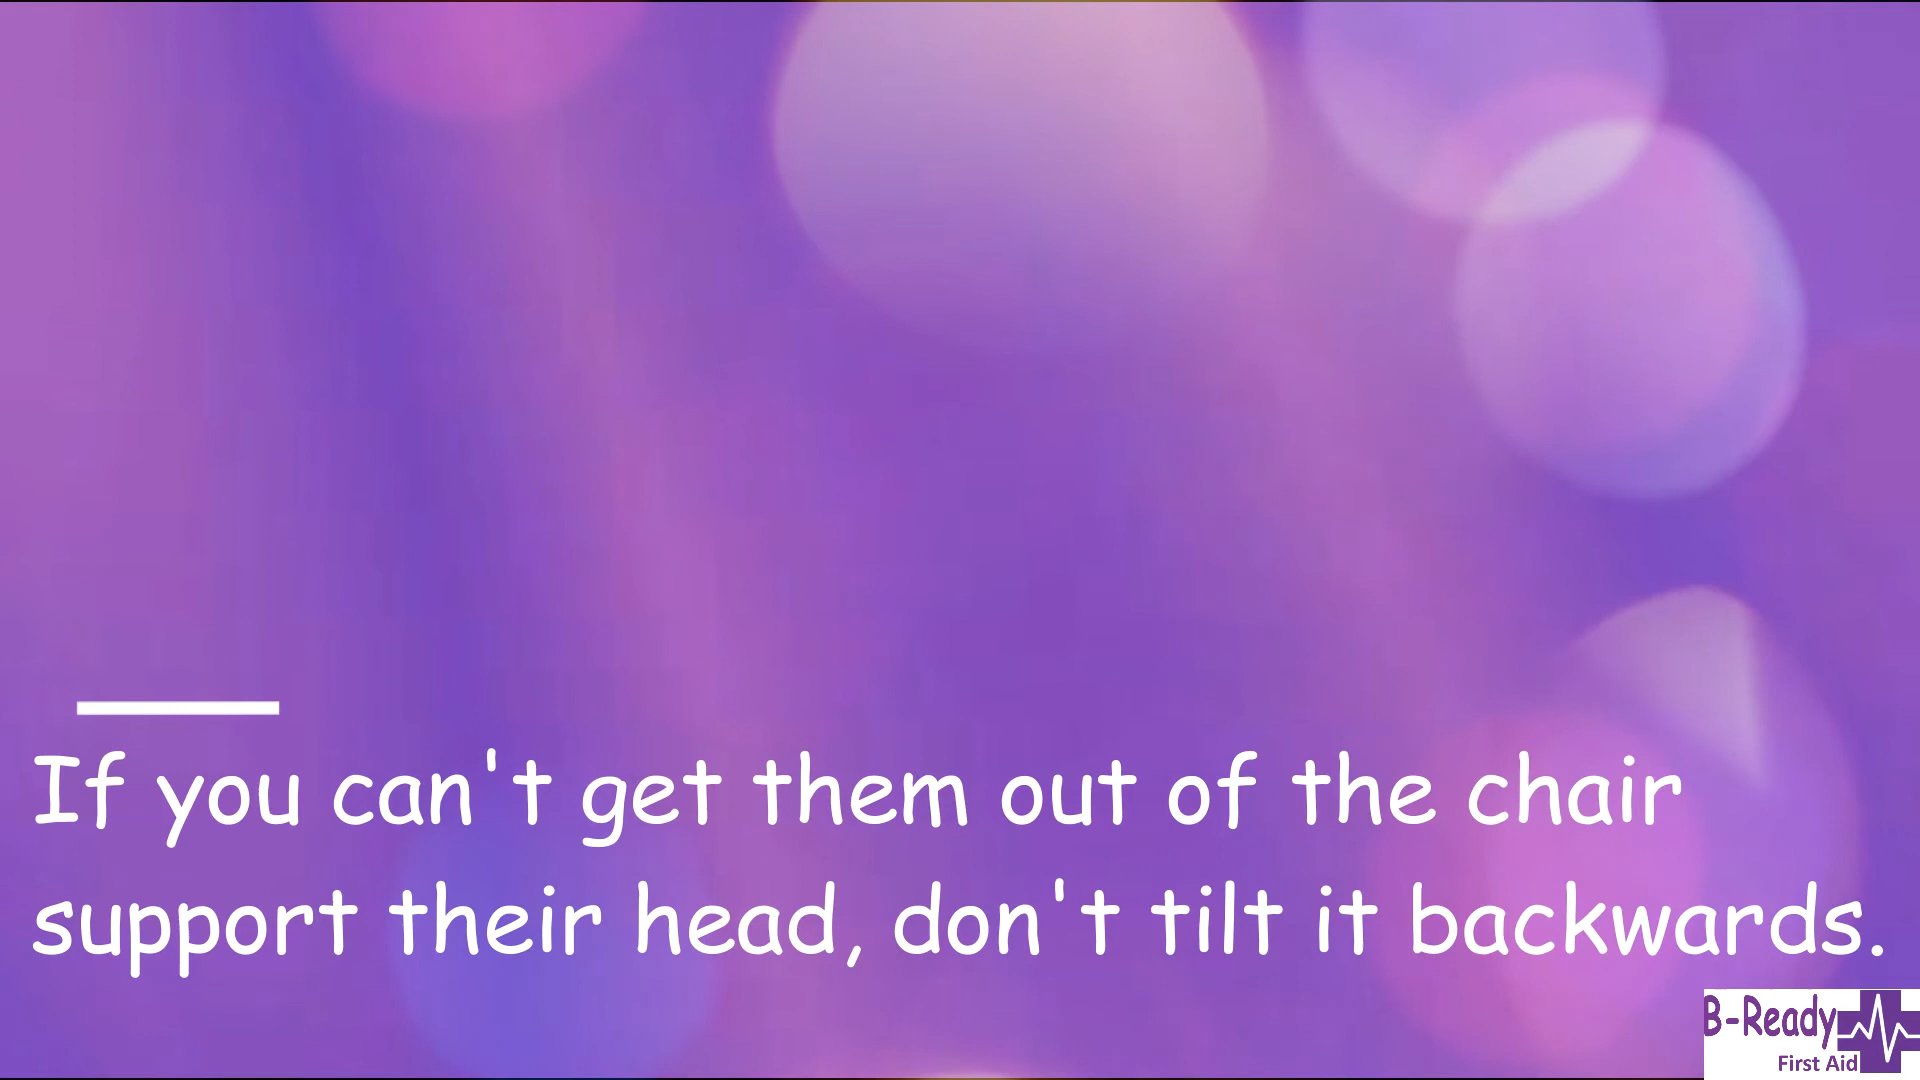 If you can't get them out of the chair
support their head, don't tilt it backwards.
B-Ready
First Aid